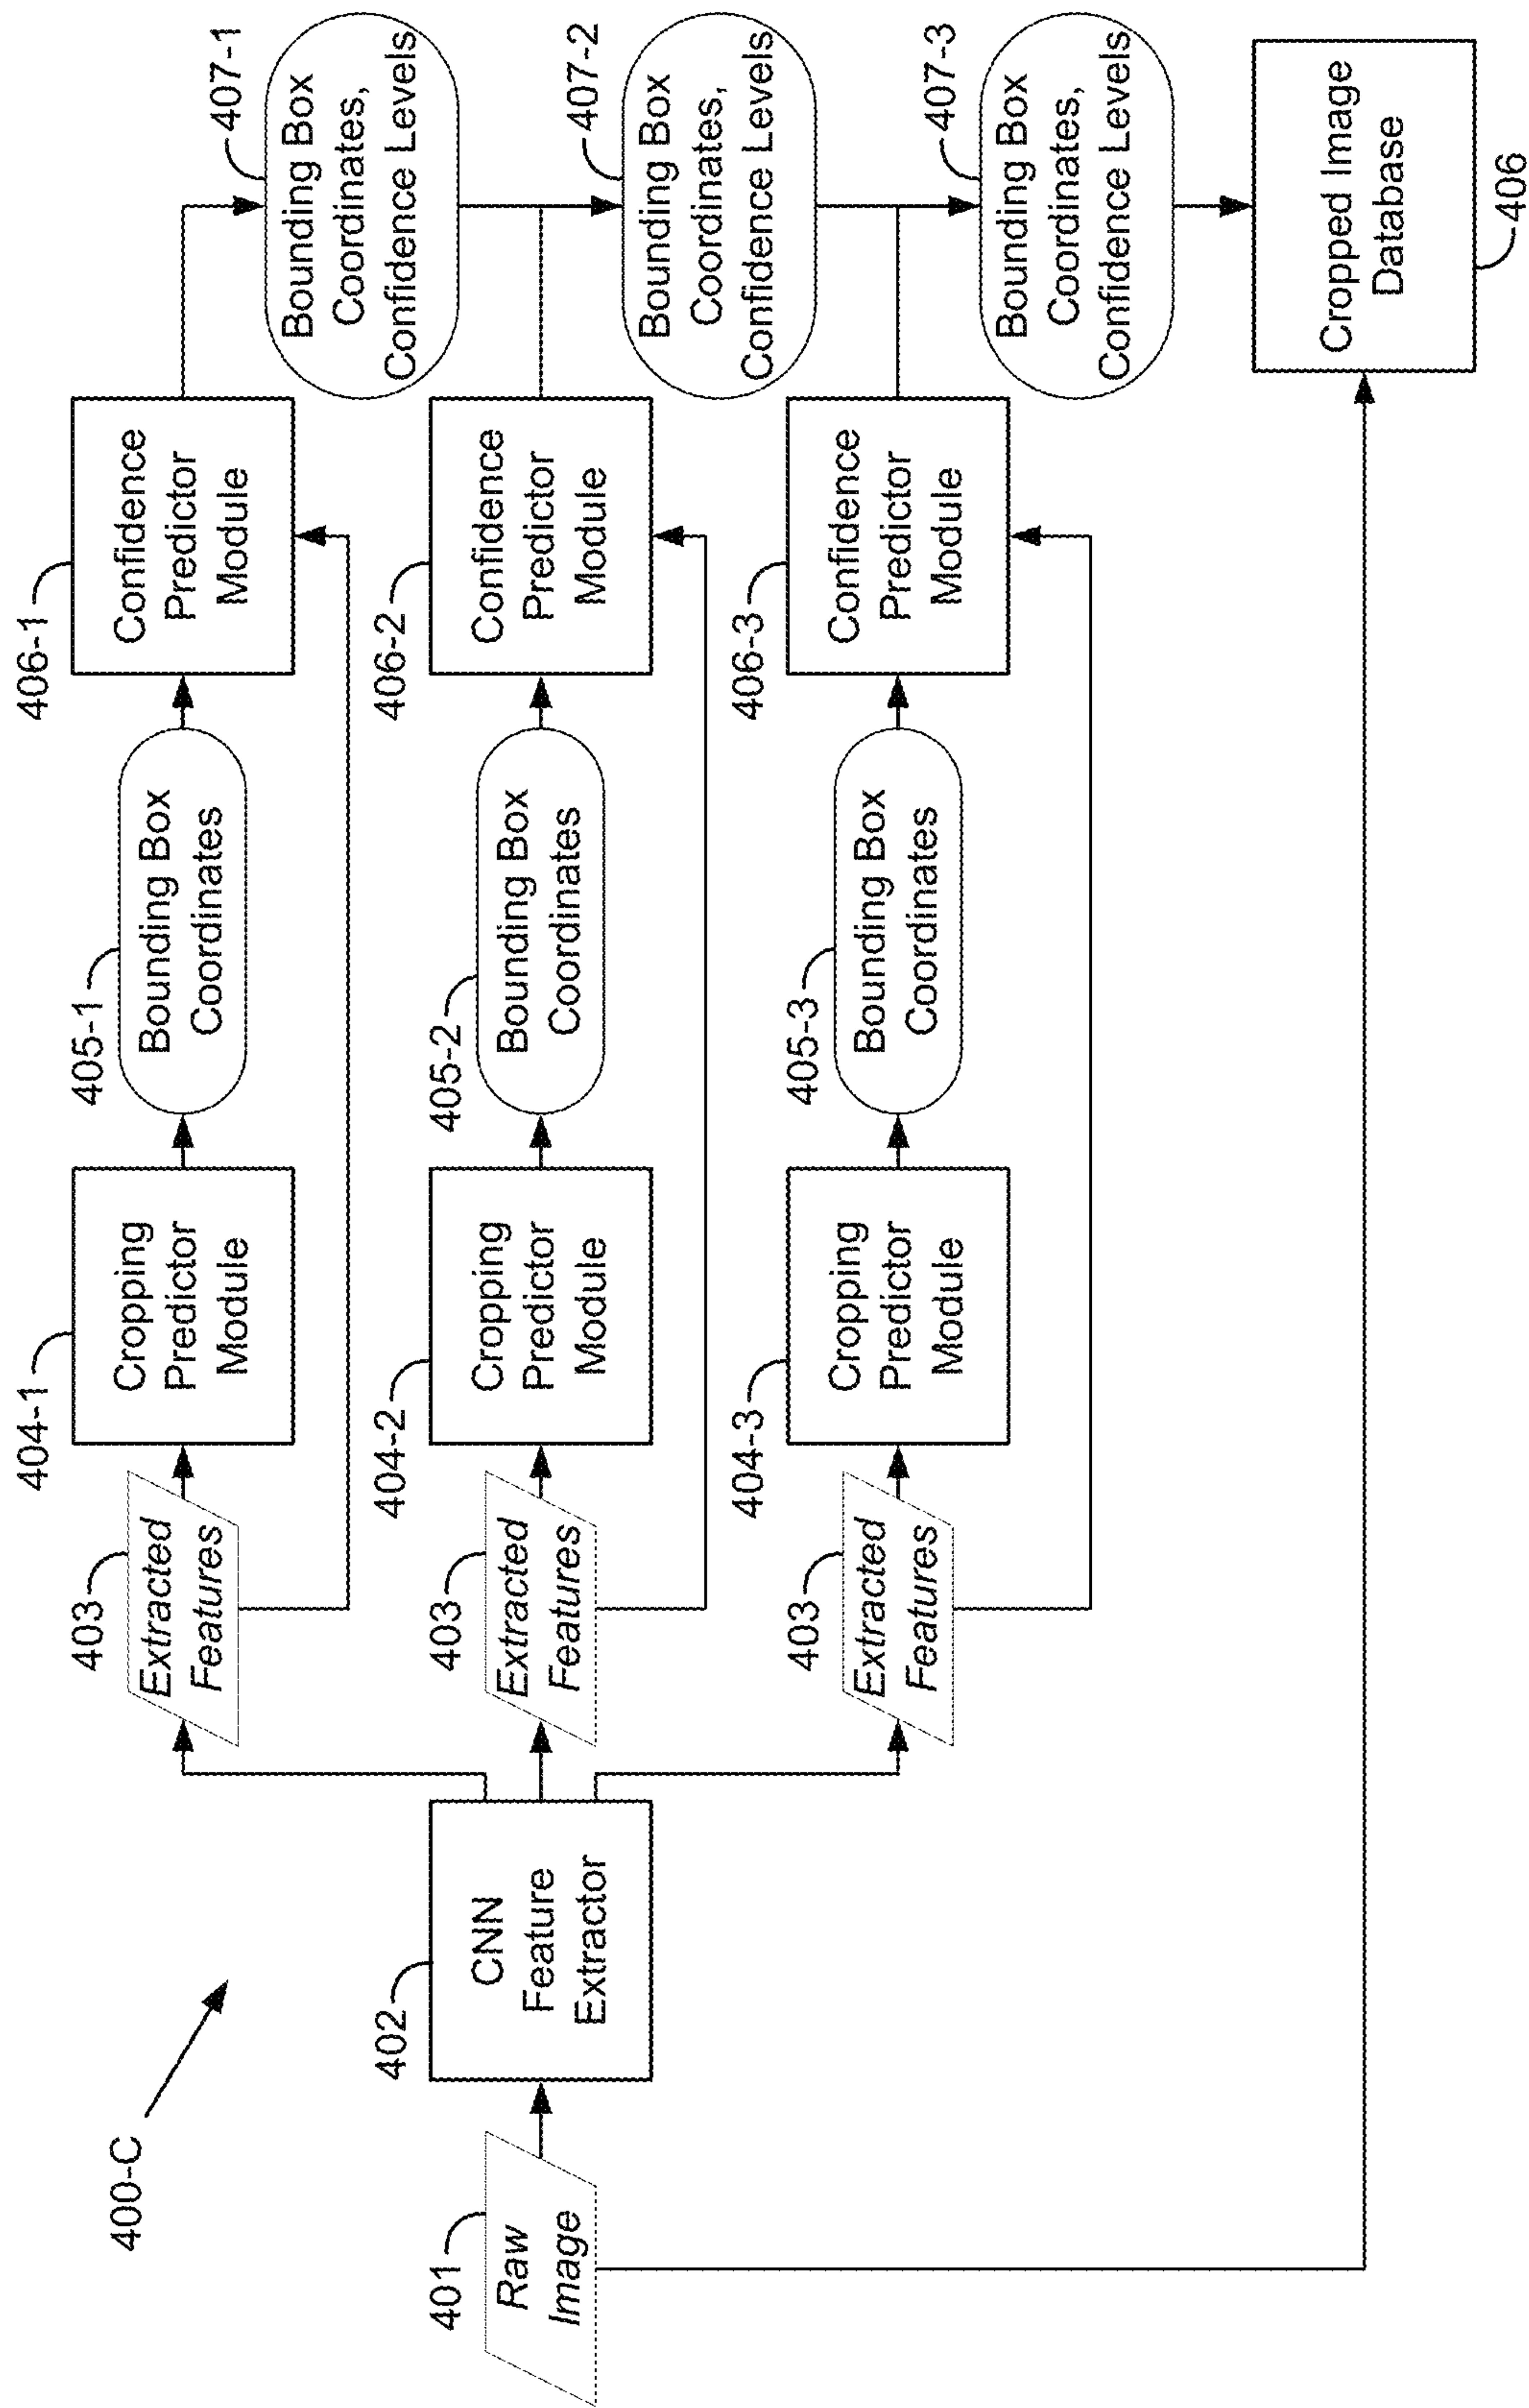 400-C
401
Raw
Image
402
CNN
Feature
Extractor
403
Extracted
Features
404-1
Cropping
Predictor
Module
405-1
Bounding Box
Coordinates
406-1
Confidence
Predictor
Module
407-1
Bounding Box
Coordinates,
Confidence Levels
403
Extracted
Features
404-2
Cropping
Predictor
Module
405-2
Bounding Box
Coordinates
406-2
Confidence
Predictor
Module
407-2
Bounding Box
Coordinates,
Confidence Levels
403
Extracted
Features
404-3
Cropping
Predictor
Module
405-3
Bounding Box
Coordinates
406-3
Confidence
Predictor
Module
407-3
Bounding Box
Coordinates,
Confidence Levels
Cropped Image
Database
406